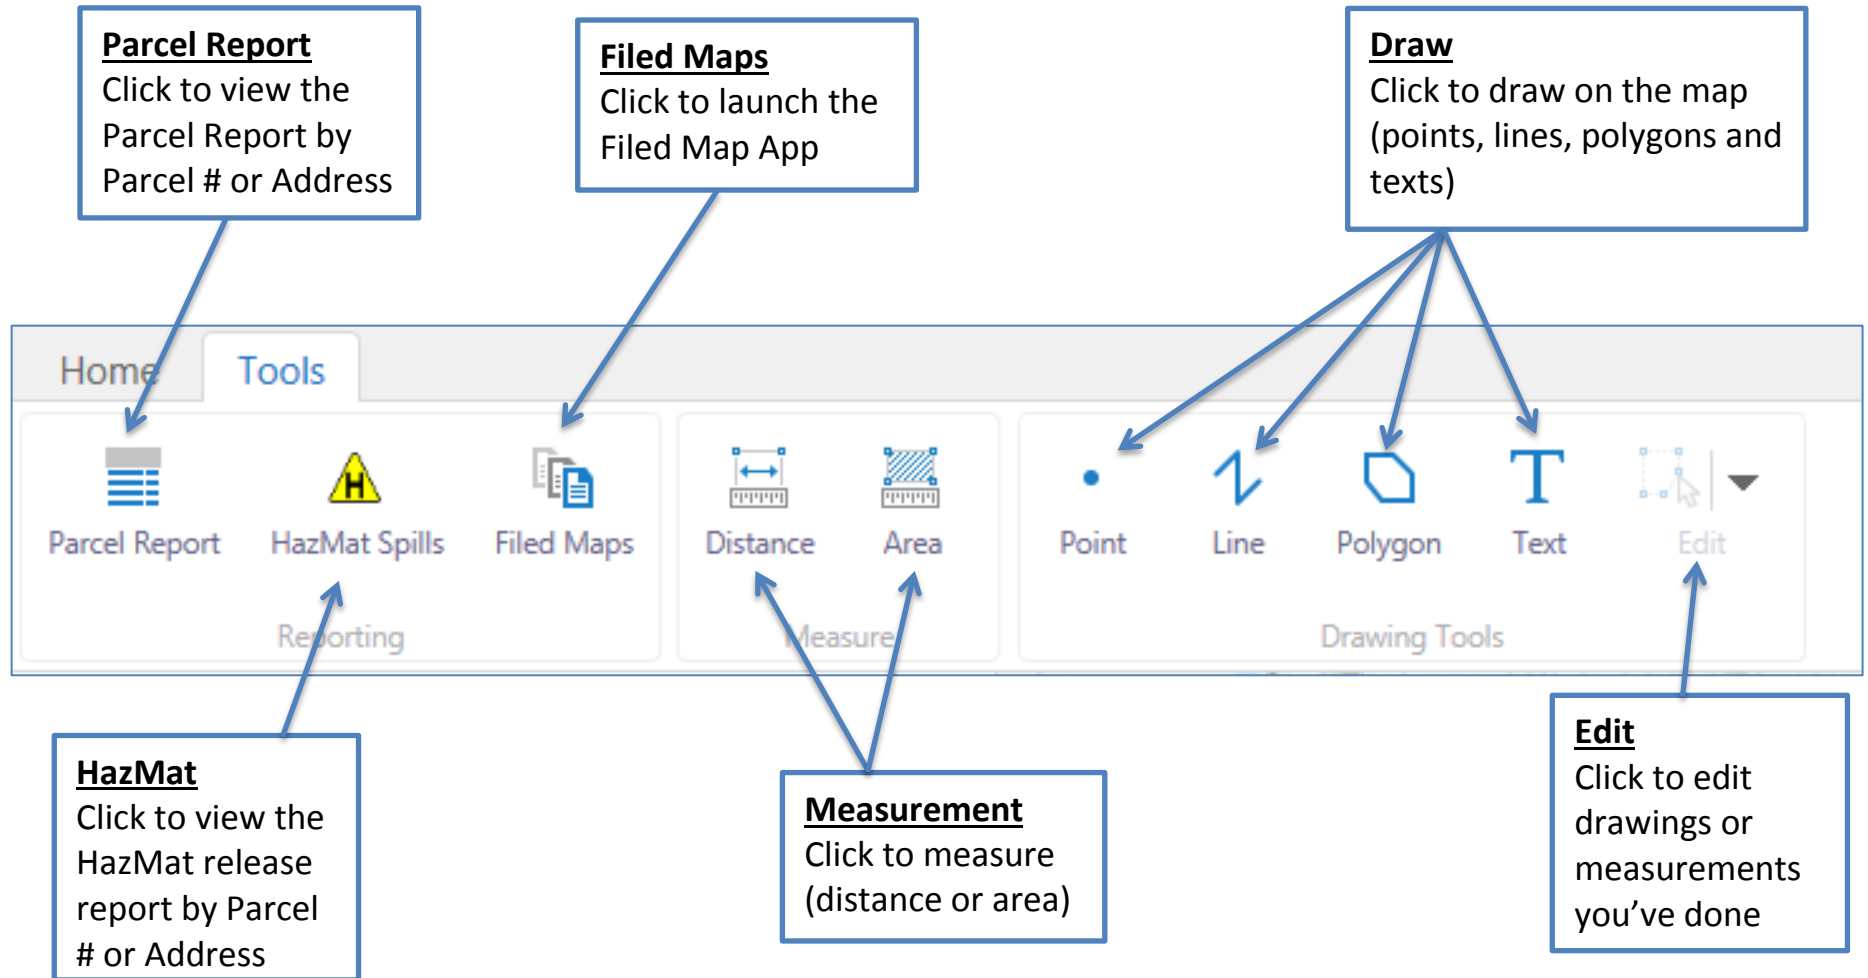 Parcel Report
Click to view the
Parcel Report by
Parcel # or Address
Filed Maps
Click to launch the
Filed Map App
Draw
Click to draw on the map
(points, lines, polygons and
texts)
Home Tools
Parcel Report HazMat Spills Filed Maps Distance Area Point Line Polygon Text Edit
Reporting Measure Drawing Tools
HazMat
Click to view the
HazMat release
report by Parcel
# or Address
Measurement
Click to measure
(distance or area)
Edit
Click to edit
drawings or
measurements
you’ve done